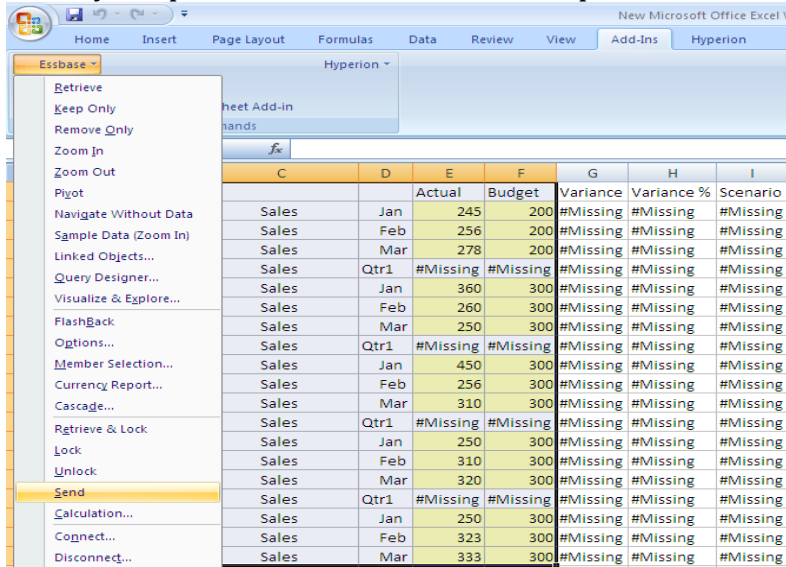 New Microsoft Office Excel
Home Insert Page Layout Formulas Data Review View Add-Ins Hyperion
Essbase Hyperion
Retrieve
Keep Only
heet Add-in
Remove Only
mands
Zoom In
fx
Zoom Out
C D E F G H I
Pivot
Actual Budget Variance Variance % Scenario
Navigate Without Data
Sales Jan 245 200 #Missing #Missing #Missing
Sample Data (Zoom In)
Sales Feb 256 200 #Missing #Missing #Missing
Linked Objects...
Sales Mar 278 200 #Missing #Missing #Missing
Query Designer...
Sales Qtr1 #Missing #Missing #Missing #Missing #Missing
Visualize & Explore...
Sales Jan 360 300 #Missing #Missing #Missing
FlashBack
Sales Feb 260 300 #Missing #Missing #Missing
Options...
Sales Mar 250 300 #Missing #Missing #Missing
Sales Qtr1 #Missing #Missing #Missing #Missing #Missing
Member Selection...
Sales Jan 450 300 #Missing #Missing #Missing
Currency Report...
Sales Feb 256 300 #Missing #Missing #Missing
Cascade...
Sales Mar 310 300 #Missing #Missing #Missing
Retrieve & Lock
Sales Qtr1 #Missing #Missing #Missing #Missing #Missing
Lock
Sales Jan 250 300 #Missing #Missing #Missing
Unlock
Sales Feb 310 300 #Missing #Missing #Missing
Send
Sales Mar 320 300 #Missing #Missing #Missing
Sales Qtr1 #Missing #Missing #Missing #Missing #Missing
Calculation...
Sales Jan 250 300 #Missing #Missing #Missing
Connect...
Sales Feb 323 300 #Missing #Missing #Missing
Disconnect...
Sales Mar 333 300 #Missing #Missing #Missing